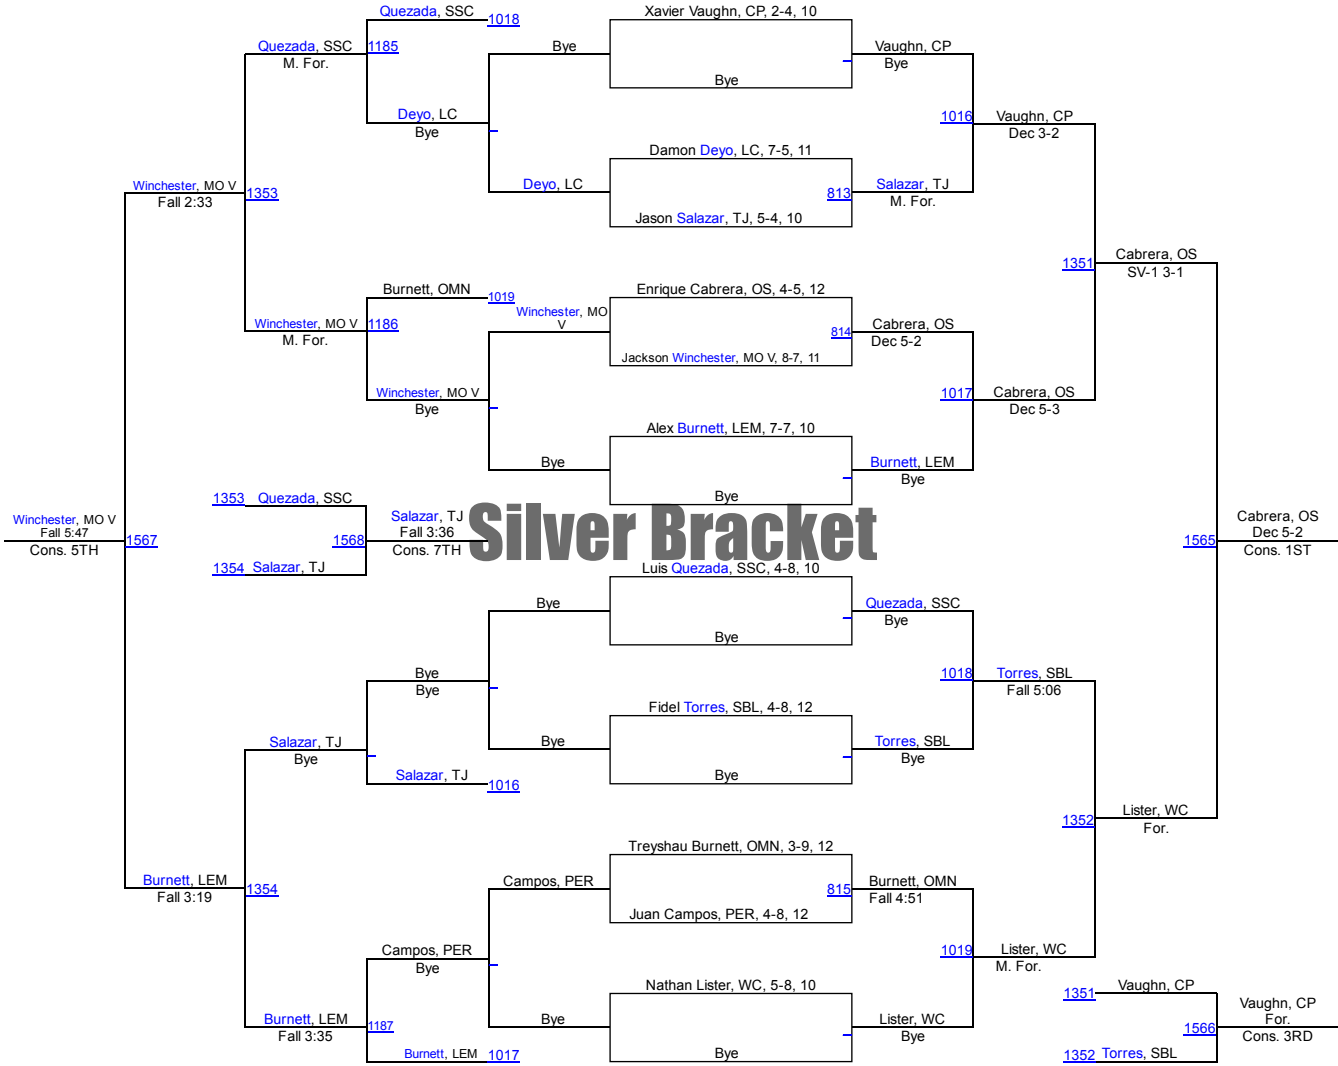 Quezada, SSC
1018
Xavier Vaughn, CP, 2-4, 10
Quezada, SSC
1185
M. For.
Bye
Vaughn, CP
Bye
Bye
Deyo, LC
Bye
1016
Vaughn, CP
Dec 3-2
Damon Deyo, LC, 7-5, 11
Winchester, MO V
1353
Fall 2:33
Deyo, LC
813
Salazar, TJ
M. For.
Jason Salazar, TJ, 5-4, 10
1351
Cabrera, OS
SV-1 3-1
Burnett, OMN
1019
Enrique Cabrera, OS, 4-5, 12
Winchester, MO
V
Winchester, MO V
1186
M. For.
814
Cabrera, OS
Dec 5-2
Jackson Winchester, MO V, 8-7, 11
Winchester, MO V
Bye
1017
Cabrera, OS
Dec 5-3
Alex Burnett, LEM, 7-7, 10
Bye
Burnett, LEM
Bye
Bye
1353
Quezada, SSC
Winchester, MO V
Fall 5:47
Cons. 5TH
1567
1568
Salazar, TJ
Fall 3:36
Cons. 7TH
Silver Bracket
1565
Cabrera, OS
Dec 5-2
Cons. 1ST
1354
Salazar, TJ
Luis Quezada, SSC, 4-8, 10
Bye
Quezada, SSC
Bye
Bye
Bye
Bye
1018
Torres, SBL
Fall 5:06
Fidel Torres, SBL, 4-8, 12
Salazar, TJ
Bye
Bye
Torres, SBL
Bye
Bye
Salazar, TJ
1016
1352
Lister, WC
For.
Treyshau Burnett, OMN, 3-9, 12
Burnett, LEM
1354
Fall 3:19
Campos, PER
815
Burnett, OMN
Fall 4:51
Juan Campos, PER, 4-8, 12
Campos, PER
Bye
1019
Lister, WC
M. For.
Nathan Lister, WC, 5-8, 10
1351
Vaughn, CP
Burnett, LEM
1187
Fall 3:35
Bye
Lister, WC
Bye
1566
Vaughn, CP
For.
Cons. 3RD
Burnett, LEM
1017
Bye
1352
Torres, SBL